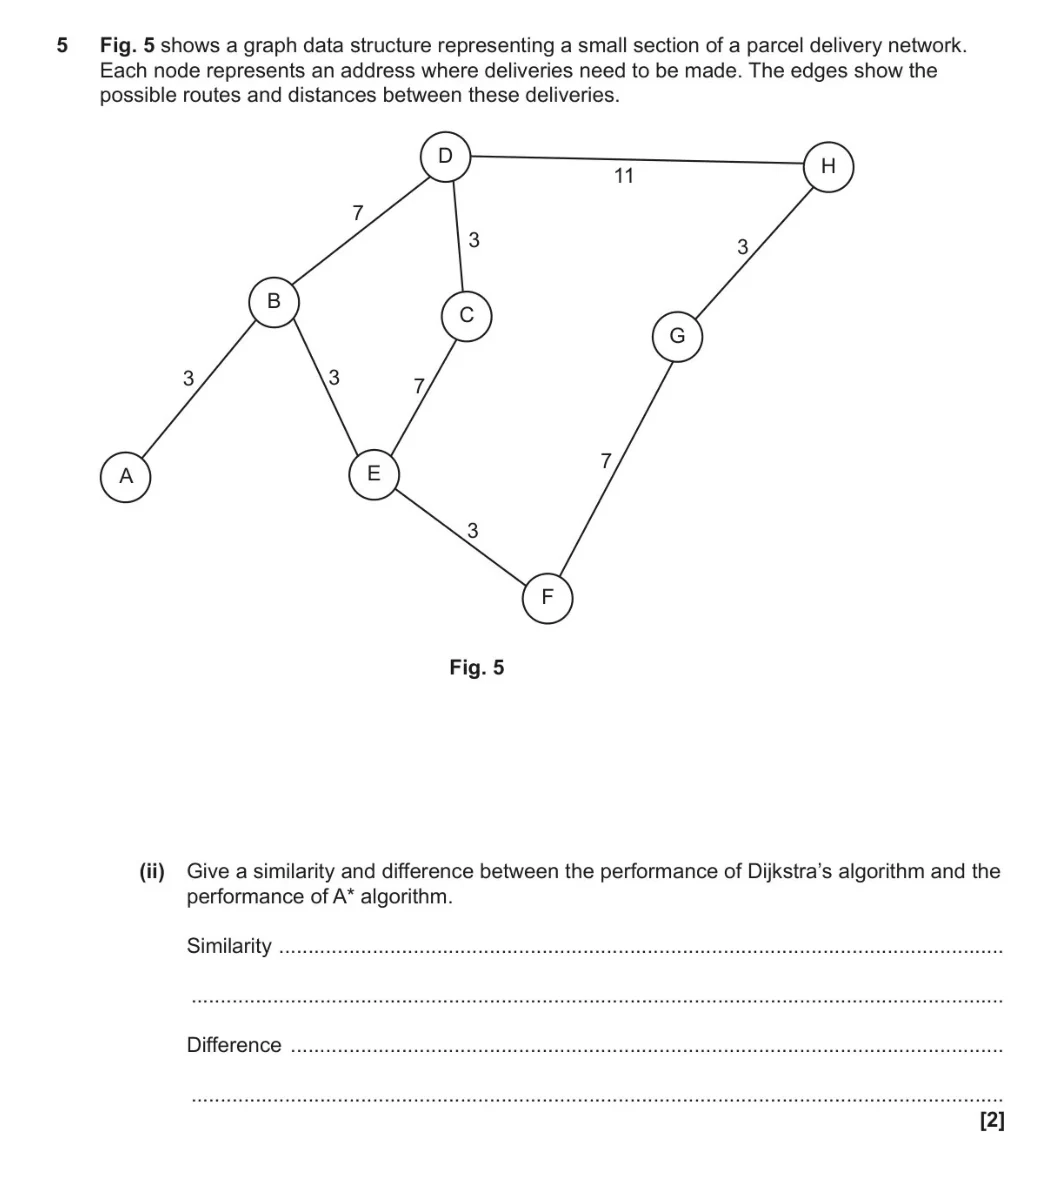 5 Fig. 5 shows a graph data structure representing a small section of a parcel delivery network.
Each node represents an address where deliveries need to be made. The edges show the
possible routes and distances between these deliveries.
D
H
11
7
3
3
B
C
G
3
3
7
7
A
E
3
F
Fig. 5
(ii) Give a similarity and difference between the performance of Dijkstra's algorithm and the
performance of A* algorithm.
Similarity
Difference
[2]